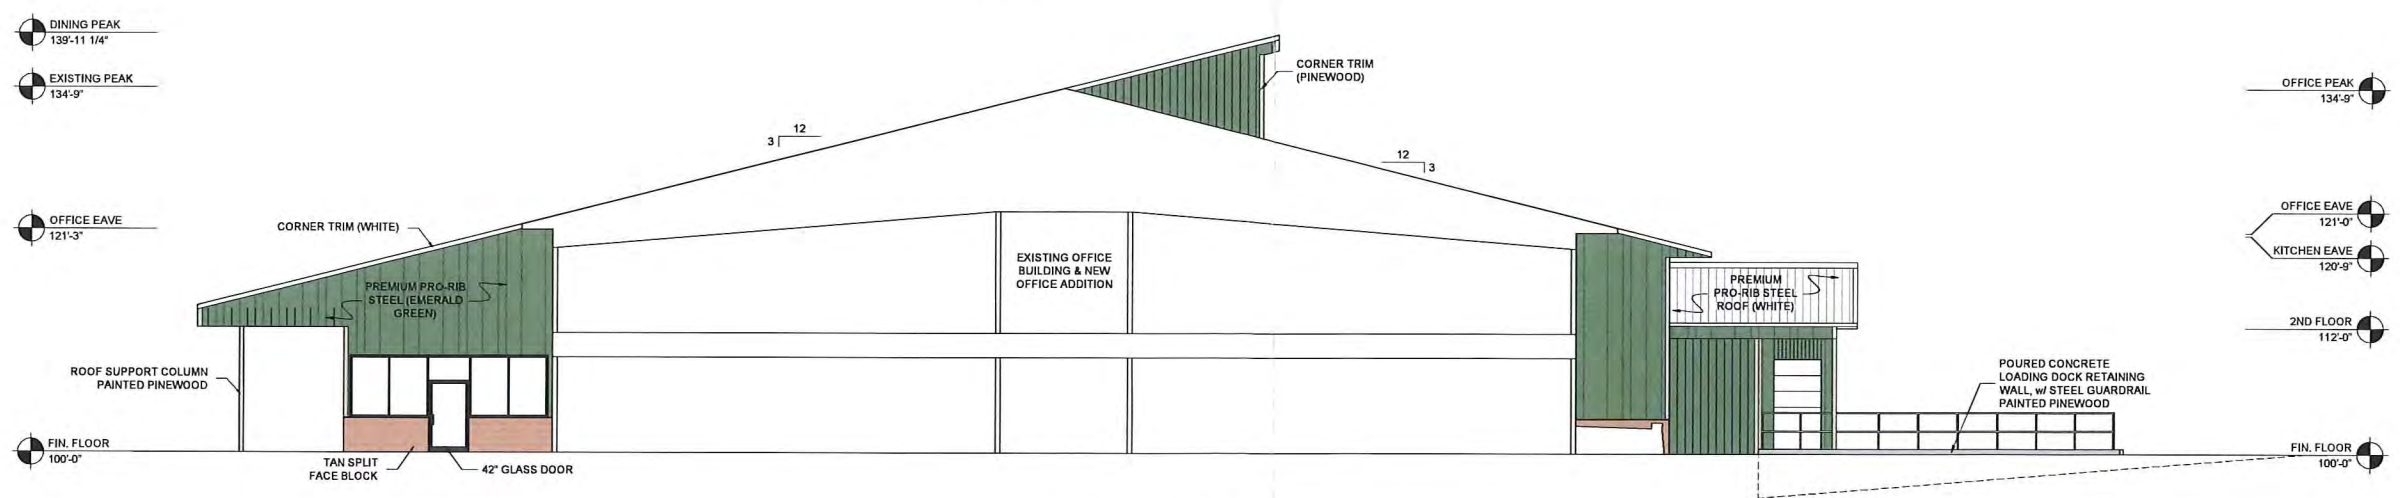 DINING PEAK
139'-11 1/4"
EXISTING PEAK
134'-9"
OFFICE EAVE
121'-3"
CORNER TRIM (WHITE)
PREMIUM PRO-RIB
STEEL (EMERALD
GREEN)
ROOF SUPPORT COLUMN
PAINTED PINEWOOD
FIN. FLOOR
100'-0"
TAN SPLIT
FACE BLOCK
42" GLASS DOOR
12
3
EXISTING OFFICE
BUILDING & NEW
OFFICE ADDITION
CORNER TRIM
(PINEWOOD)
12
3
PREMIUM
PRO-RIB STEEL
ROOF (WHITE)
POURED CONCRETE
LOADING DOCK RETAINING
WALL, w/ STEEL GUARDRAIL
PAINTED PINEWOOD
OFFICE PEAK
134'-9"
OFFICE EAVE
121'-0"
KITCHEN EAVE
120'-9"
2ND FLOOR
112'-0"
FIN. FLOOR
100'-0"